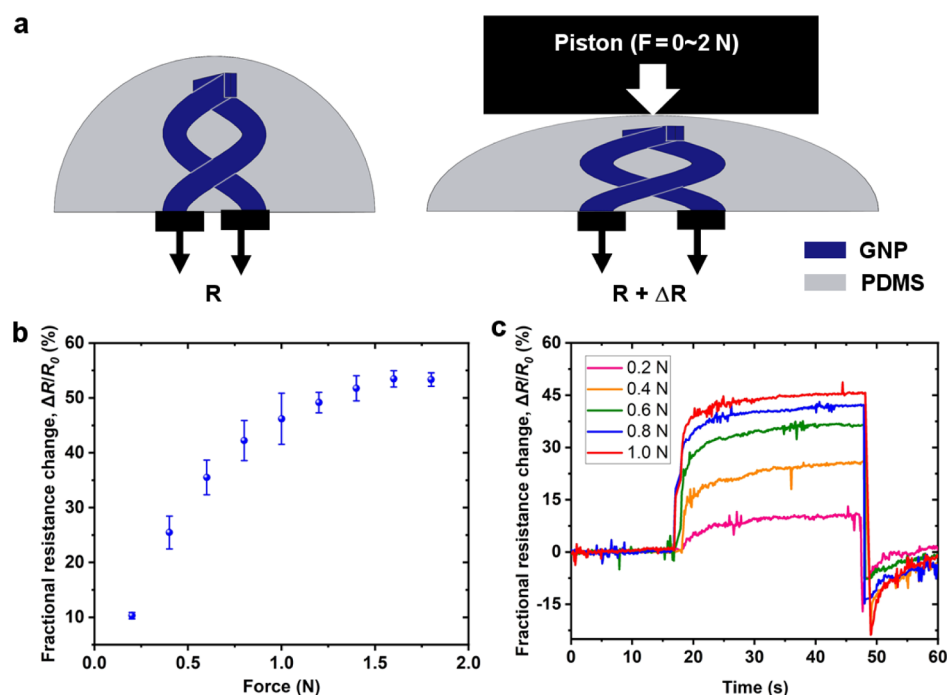 a
Piston (F = 0~2 N)
R
R + ΔR
GNP
PDMS
b
Fractional resistance change, ΔR/R₀ (%)
60
50
40
30
20
10
0.0
0.5
1.0
1.5
2.0
Force (N)
c
Fractional resistance change, ΔR/R₀ (%)
60
45
30
15
0
-15
0.2 N
0.4 N
0.6 N
0.8 N
1.0 N
0
10
20
30
40
50
60
Time (s)